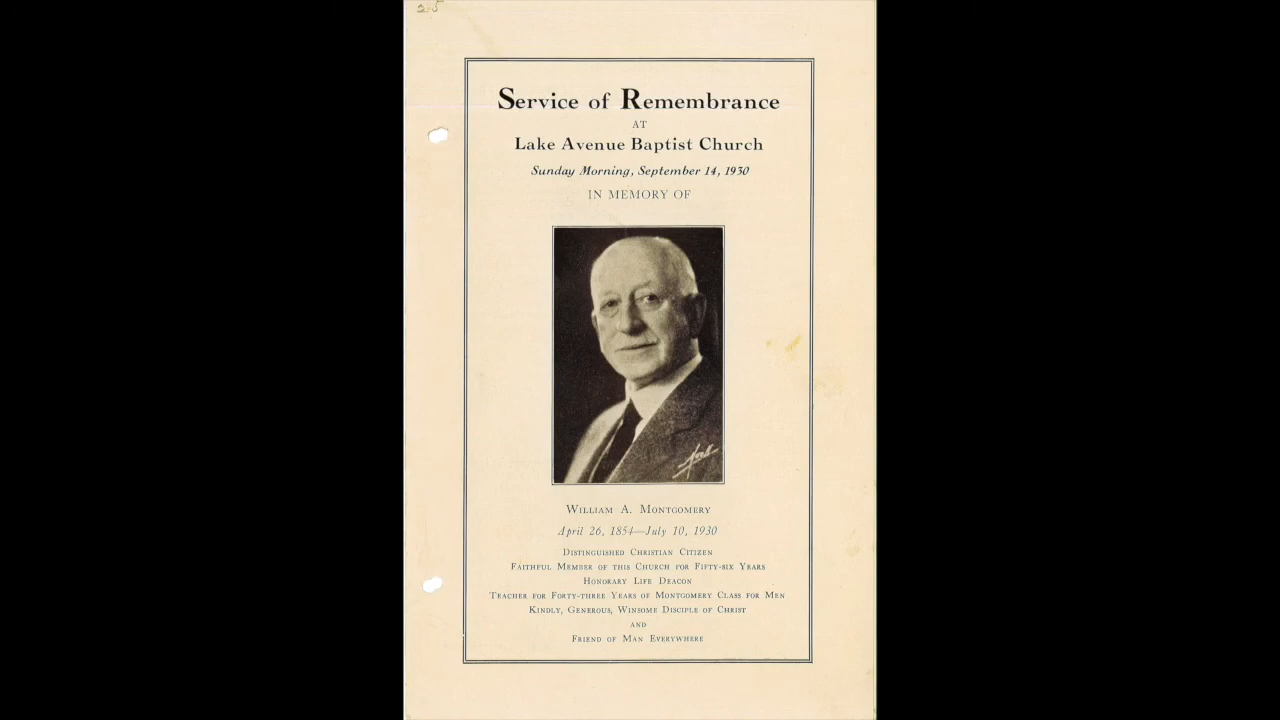 25
Service of Remembrance
AT
Lake Avenue Baptist Church
Sunday Morning, September 14, 1930
IN MEMORY OF
William A. Montgomery
April 26, 1854—July 10, 1930
Distinguished Christian Citizen
Faithful Member of this Church for Fifty-six Years
Honorary Life Deacon
Teacher for Forty-three Years of Montgomery Class for Men
Kindly, Generous, Winsome Disciple of Christ
and
Friend of Man Everywhere